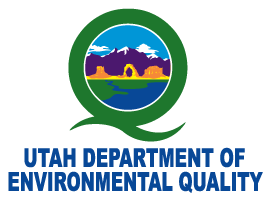 UTAH DEPARTMENT OF
ENVIRONMENTAL QUALITY